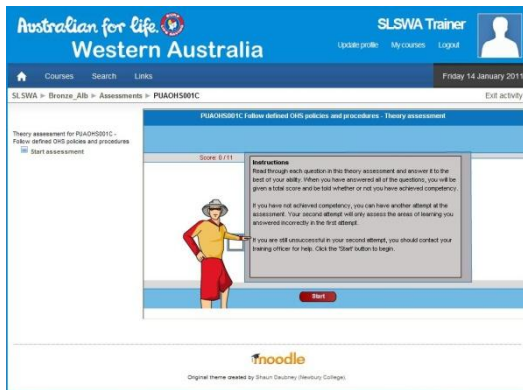 Australian for life.
Western Australia
SLSWA Trainer
Update profile My courses Logout
Courses Search Links
Friday 14 January 2011
SLSWA ► Bronze_Alb ► Assessments ► PUAOHS001C
Exit activity
PUAOHS001C Follow defined OHS policies and procedures - Theory assessment
Theory assessment for PUAOHS001C -
Follow defined OHS policies and procedures
Start assessment
Score 0/11
Instructions
Read through each question in this theory assessment and answer it to the
best of your ability. When you have answered all of the questions, you will be
given a total score and be told whether or not you have achieved competency.
If you have not achieved competency, you can have another attempt at the
assessment. Your second attempt will only assess the areas of learning you
answered incorrectly in the first attempt.
If you are still unsuccessful in your second attempt, you should contact your
training officer for help. Click the 'Start' button to begin.
Start
moodle
Original theme created by Shaun Daubney (Newbury College).